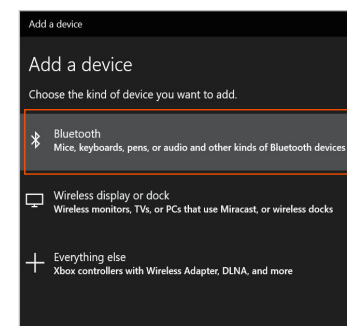 Add a device
Add a device
Choose the kind of device you want to add.
Bluetooth
Mice, keyboards, pens, or audio and other kinds of Bluetooth devices
Wireless display or dock
Wireless monitors, TVs, or PCs that use Miracast, or wireless docks
Everything else
Xbox controllers with Wireless Adapter, DLNA, and more